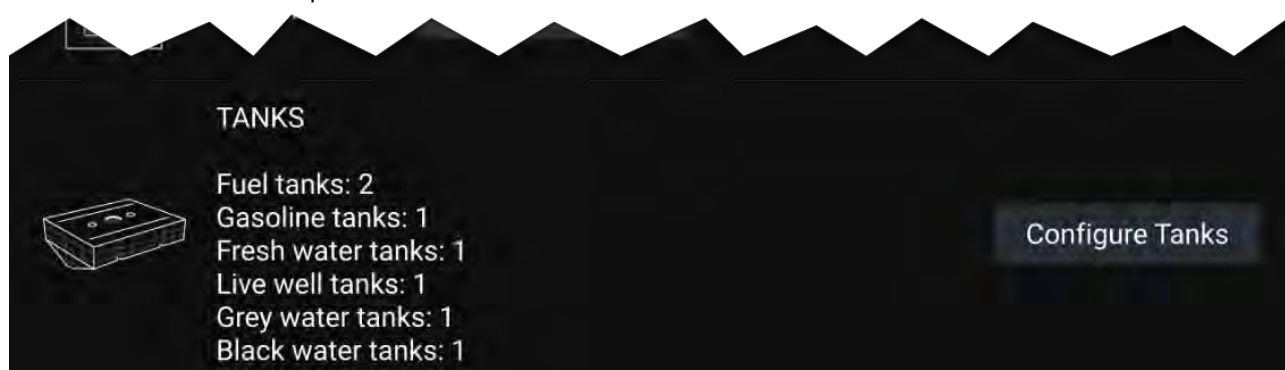 TANKS
Fuel tanks: 2
Gasoline tanks: 1
Fresh water tanks: 1
Configure Tanks
Live well tanks: 1
Grey water tanks: 1
Black water tanks: 1